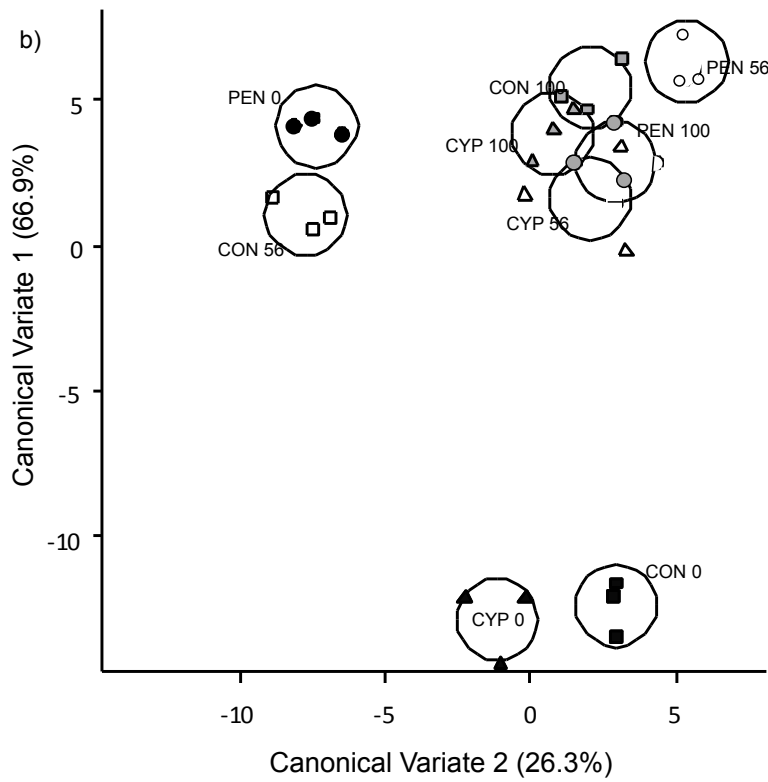 b)
PEN 56
CON 100
PEN 0
5
PEN 100
CYP 100
CYP 56
CON 56
0
Canonical Variate 1 (66.9%)
-5
-10
CON 0
CYP 0
-10 -5 0 5
Canonical Variate 2 (26.3%)